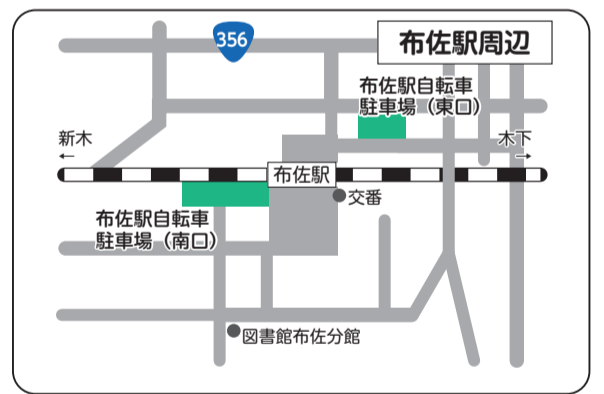 布佐駅周辺
356
布佐駅自転車
駐車場（東口）
新木
←
木下
→
布佐駅
交番
布佐駅自転車
駐車場（南口）
図書館布佐分館